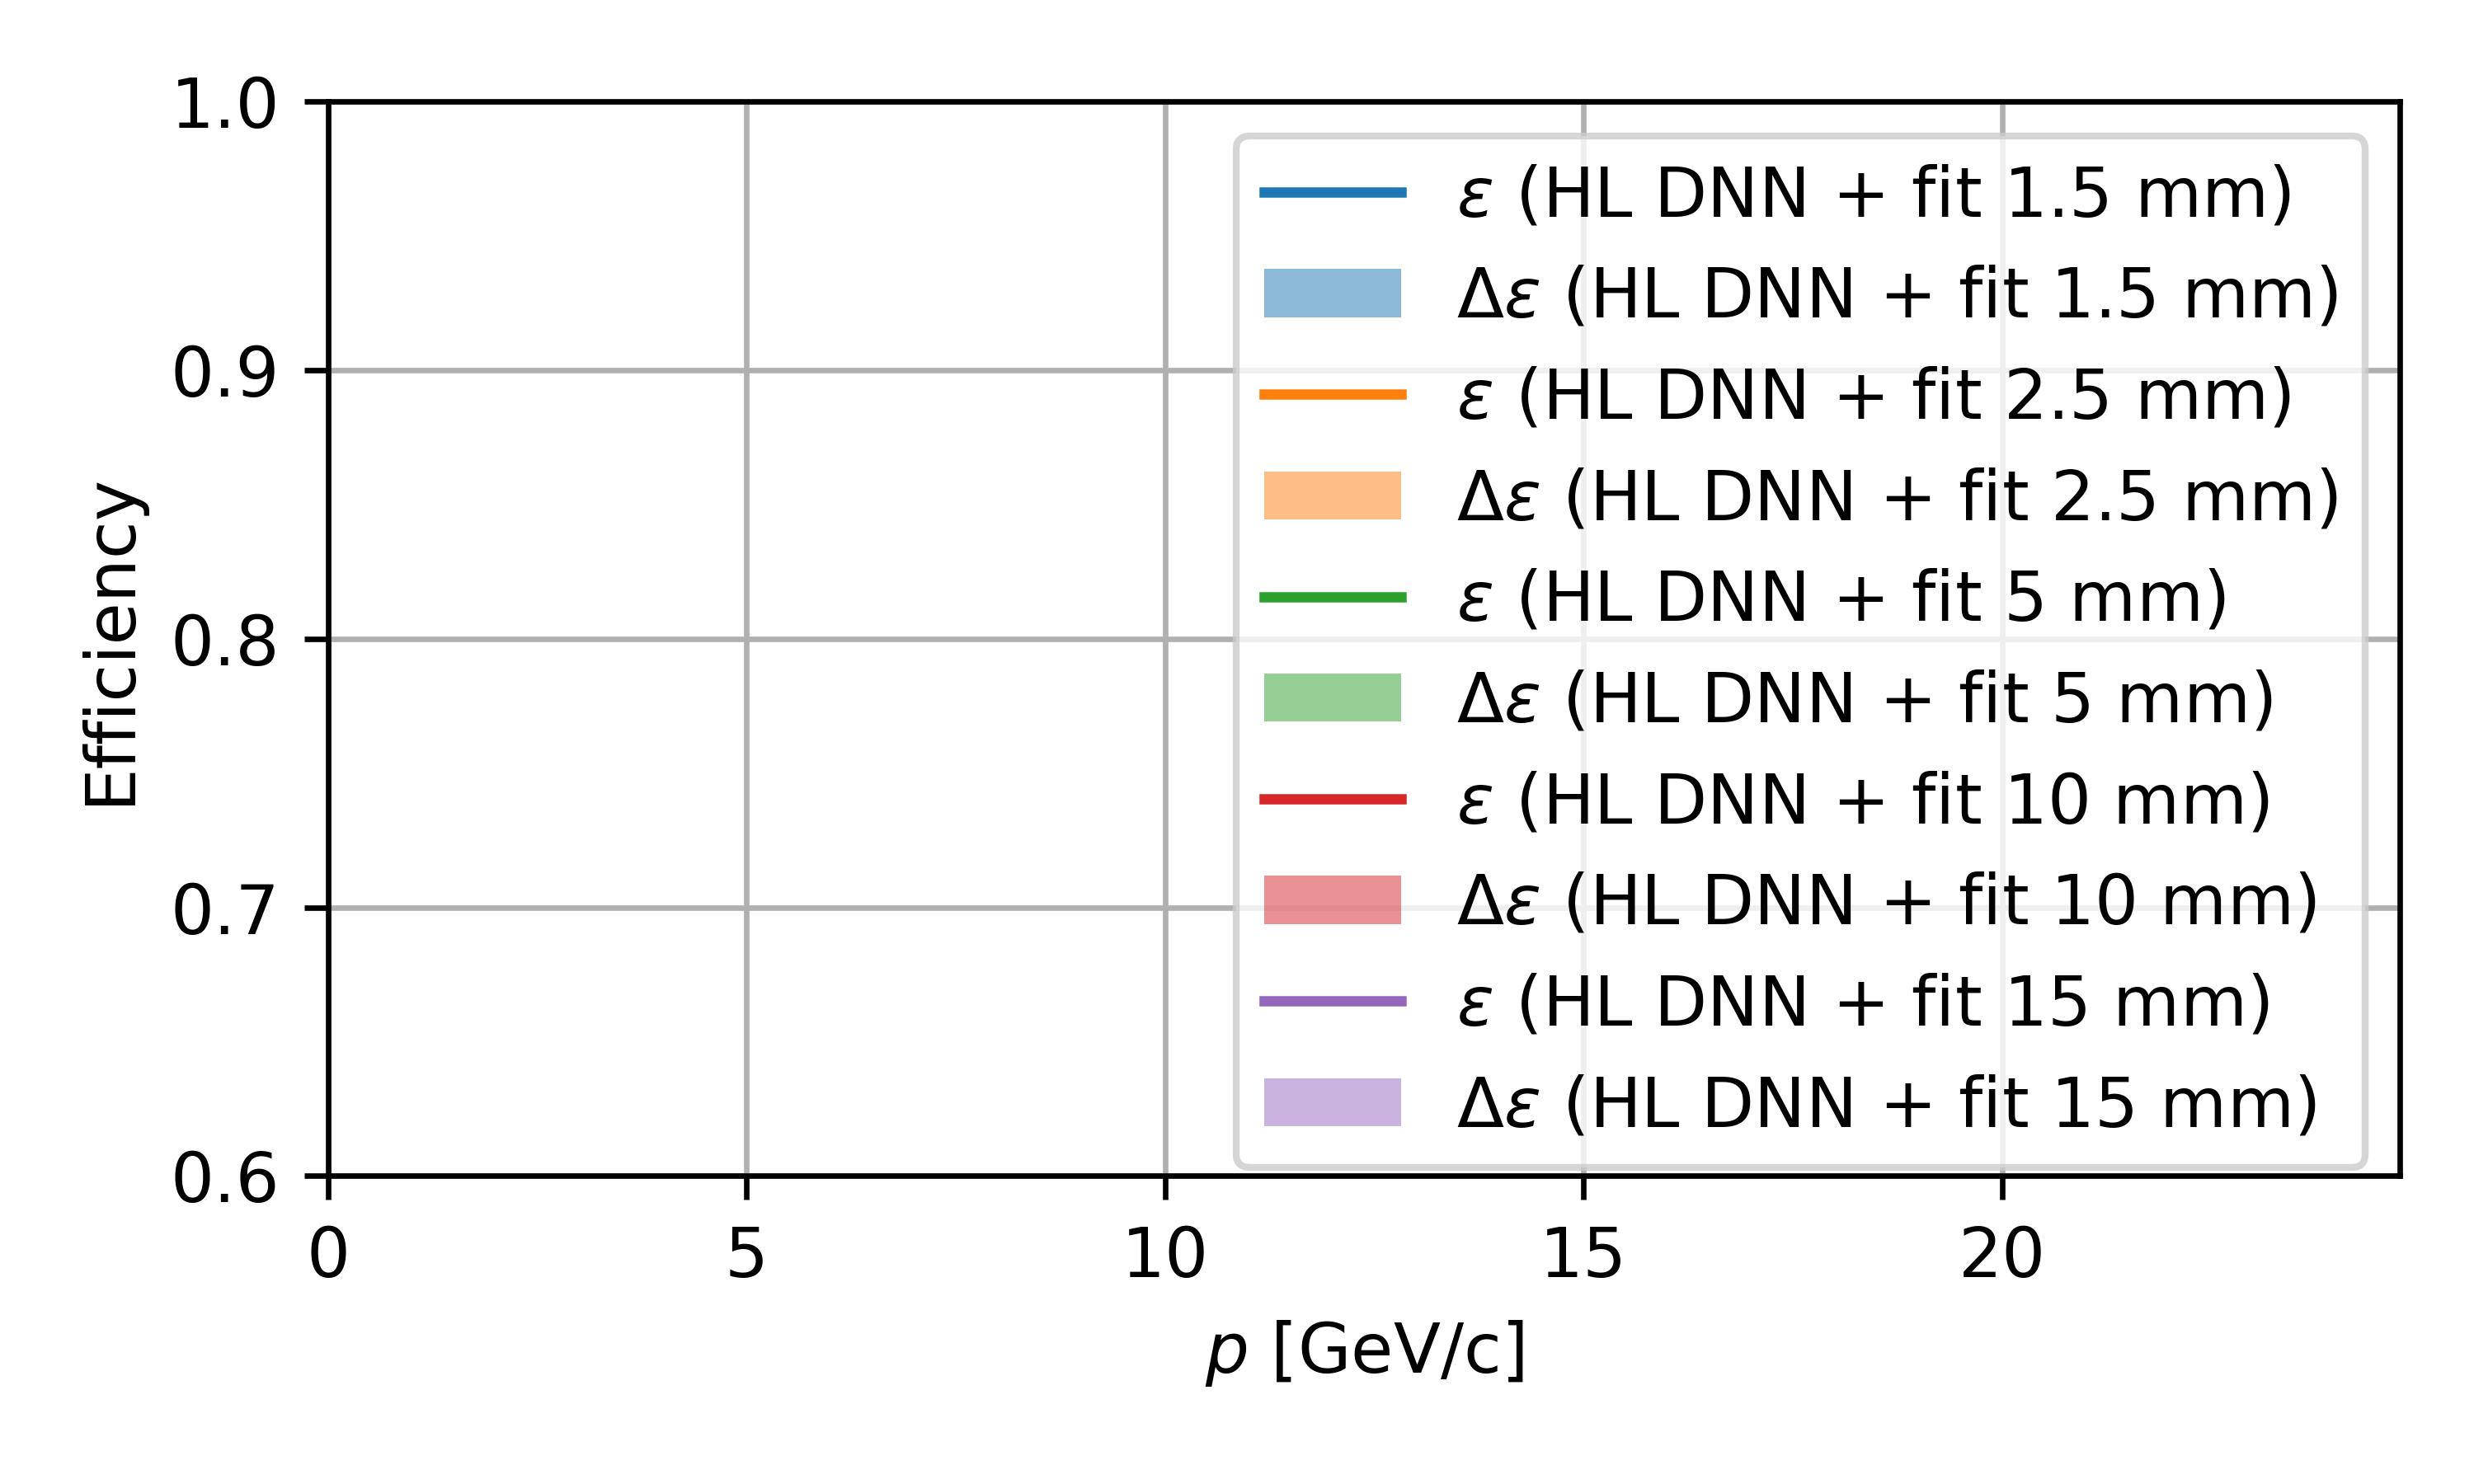 1.0
0.9
0.8
0.7
0.6
Efficiency
0 5 10 15 20
p [GeV/c]
ε (HL DNN + fit 1.5 mm)
Δε (HL DNN + fit 1.5 mm)
ε (HL DNN + fit 2.5 mm)
Δε (HL DNN + fit 2.5 mm)
ε (HL DNN + fit 5 mm)
Δε (HL DNN + fit 5 mm)
ε (HL DNN + fit 10 mm)
Δε (HL DNN + fit 10 mm)
ε (HL DNN + fit 15 mm)
Δε (HL DNN + fit 15 mm)